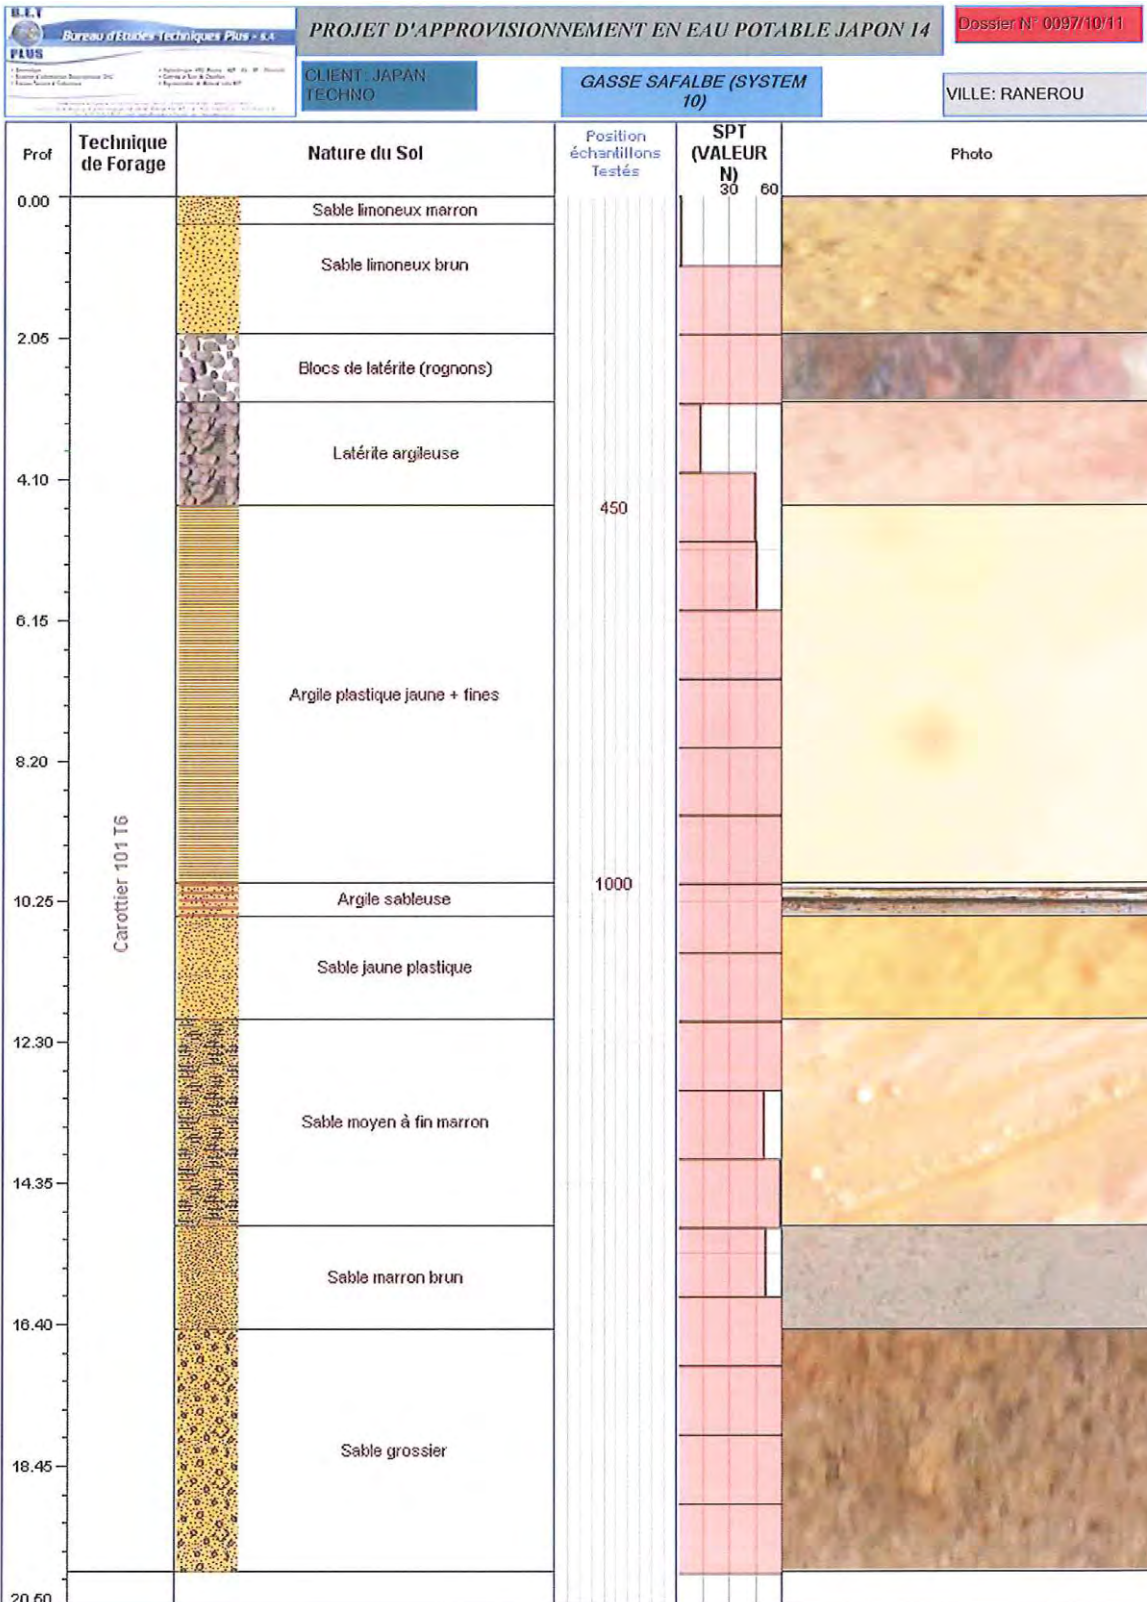 B.E.T
PLUS
Bureau d'Etudes Techniques Plus - S.A
PROJET D'APPROVISIONNEMENT EN EAU POTABLE JAPON 14
Dossier N° 0097/10/11
CLIENT: JAPAN
TECHNO
GASSE SAFALBE (SYSTEM
10)
VILLE: RANEROU
Prof
Technique
de Forage
Nature du Sol
Position
échantillons
Testés
SPT
(VALEUR
N)
30 60
Photo
0.00
Sable limoneux marron
Sable limoneux brun
2.05
Blocs de latérite (rognons)
Latérite argileuse
4.10
450
6.15
Argile plastique jaune + fines
8.20
Carottier 101 T6
1000
10.25
Argile sableuse
Sable jaune plastique
12.30
Sable moyen à fin marron
14.35
Sable marron brun
16.40
Sable grossier
18.45
20.50